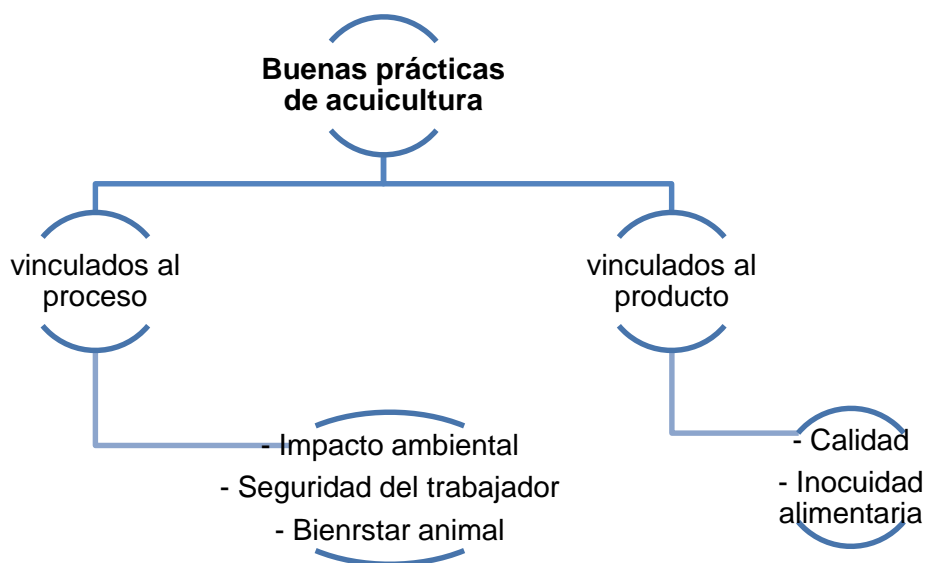 Buenas prácticas
de acuicultura
vinculados al
proceso
vinculados al
producto
- Impacto ambiental
- Seguridad del trabajador
- Bienrstar animal
- Calidad
- Inocuidad
alimentaria